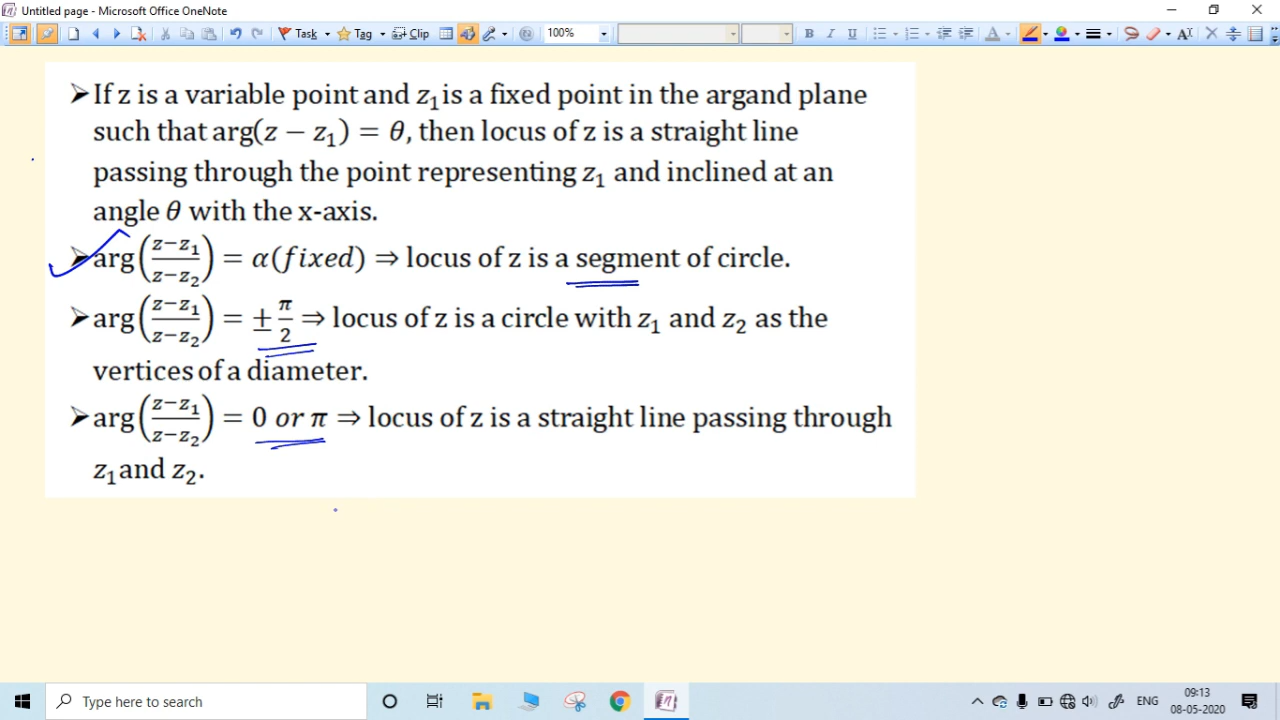 Untitled page - Microsoft Office OneNote
Task Tag Clip 100% B I U A
➤If z is a variable point and z₁ is a fixed point in the argand plane
such that arg(z − z₁) = θ, then locus of z is a straight line
passing through the point representing z₁ and inclined at an
angle θ with the x-axis.
➤arg((z−z₁)/(z−z₂)) = α(fixed) ⇒ locus of z is a segment of circle.
➤arg((z−z₁)/(z−z₂)) = ± π/2 ⇒ locus of z is a circle with z₁ and z₂ as the
vertices of a diameter.
➤arg((z−z₁)/(z−z₂)) = 0 or π ⇒ locus of z is a straight line passing through
z₁and z₂.
Type here to search
ENG
09:13
08-05-2020